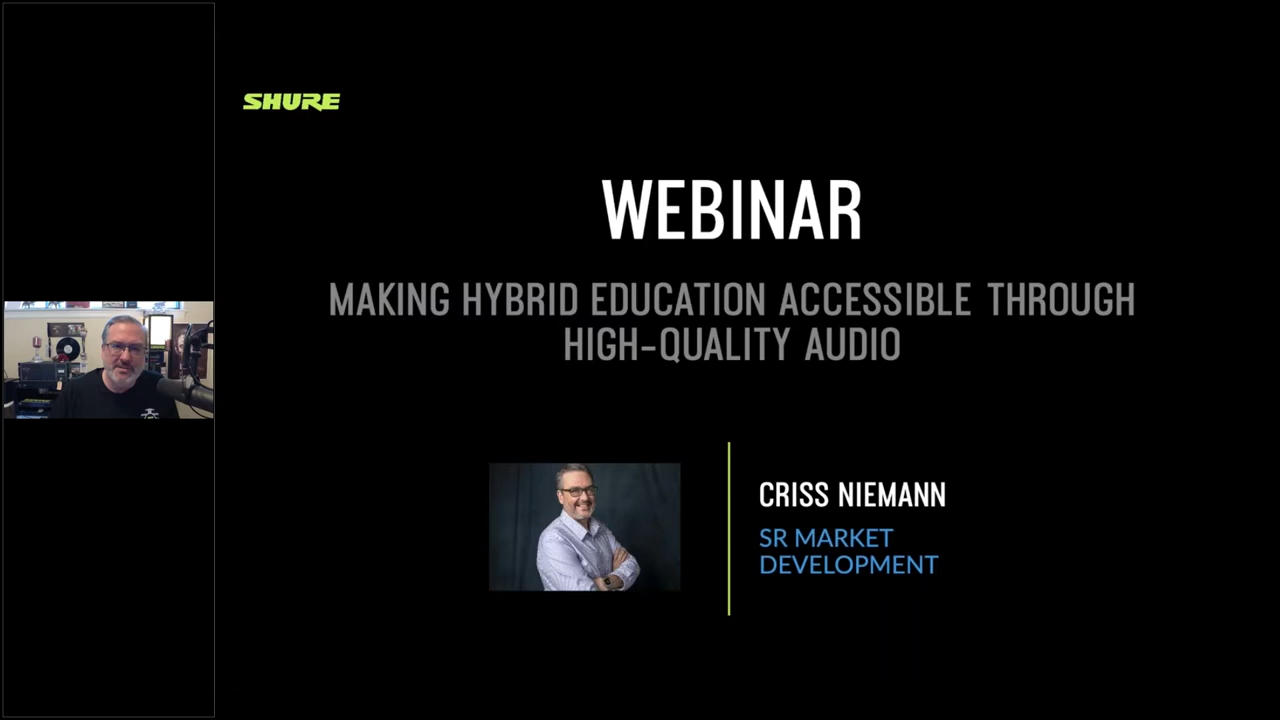 SHURE
WEBINAR
MAKING HYBRID EDUCATION ACCESSIBLE THROUGH
HIGH-QUALITY AUDIO
CRISS NIEMANN
SR MARKET
DEVELOPMENT